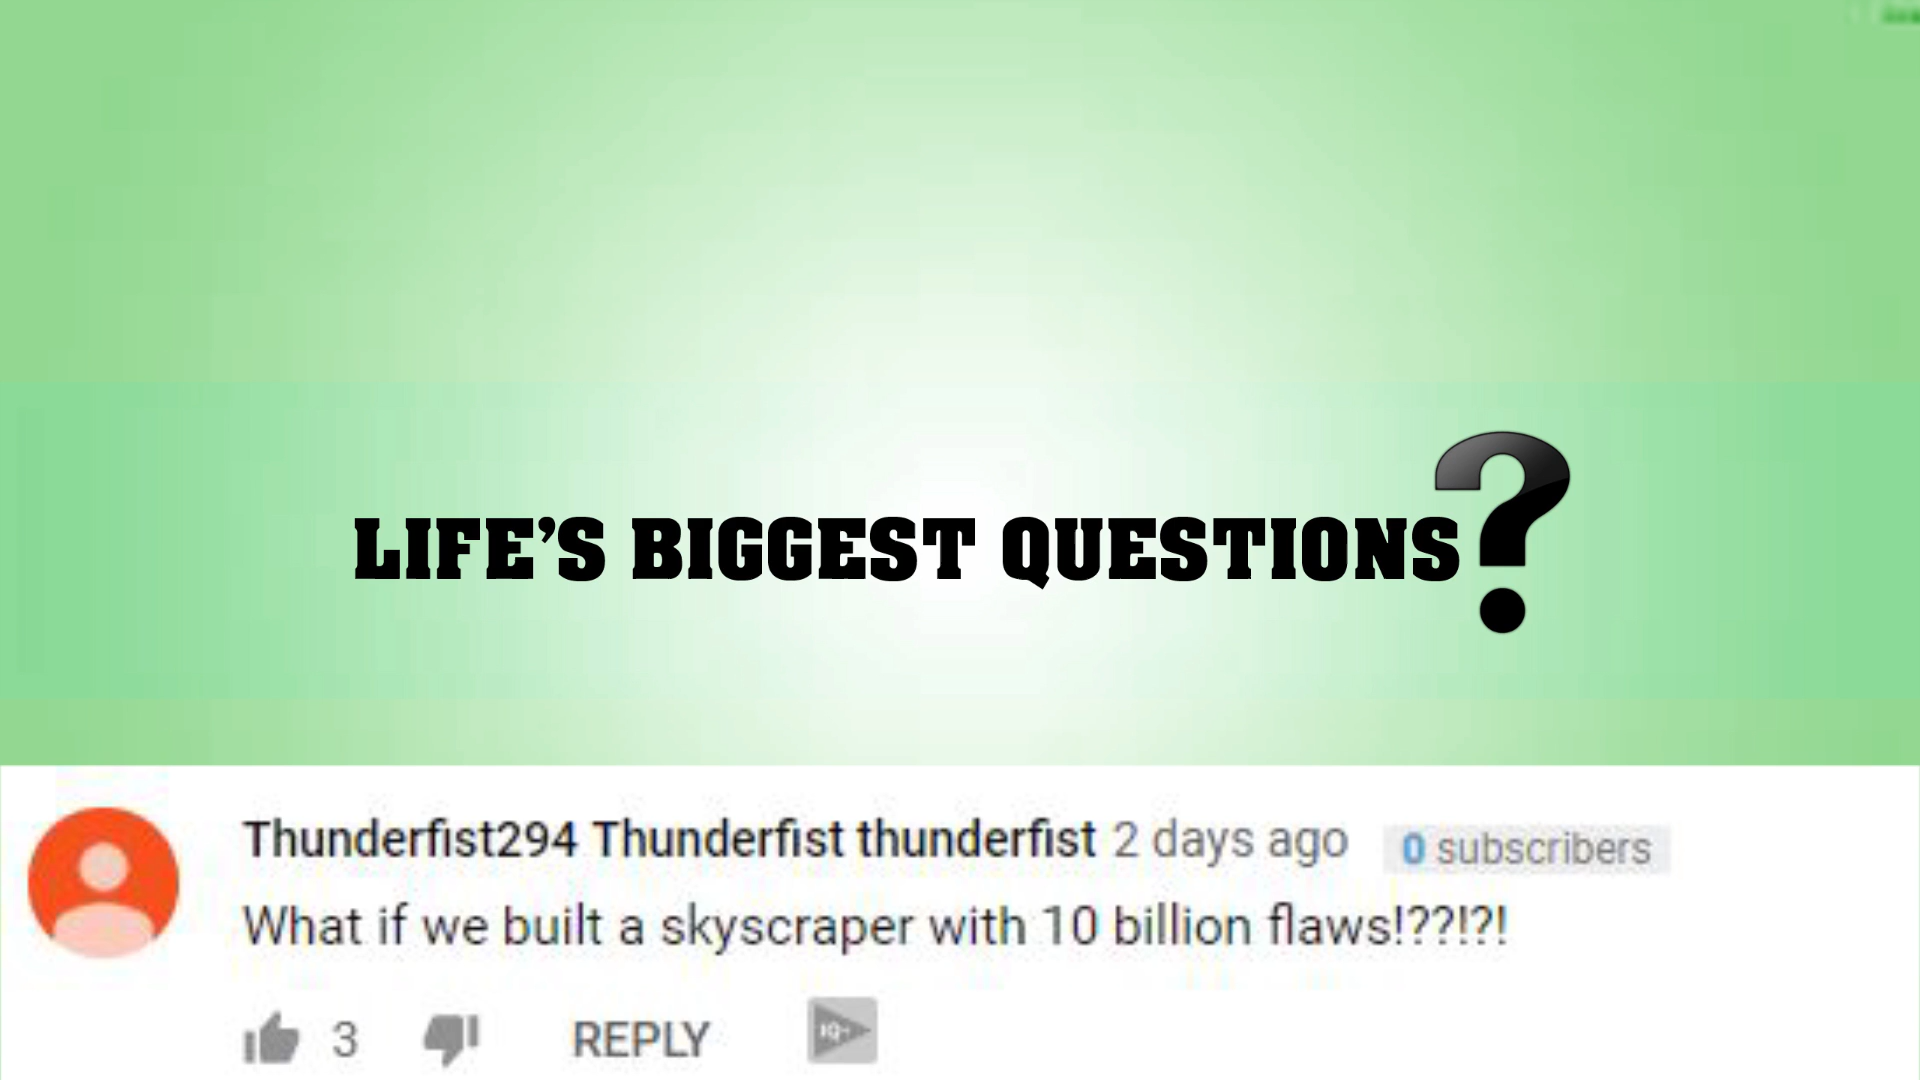 LIFE'S BIGGEST QUESTIONS?
Thunderfist294 Thunderfist thunderfist 2 days ago 0 subscribers
What if we built a skyscraper with 10 billion flaws!??!?!
3 REPLY